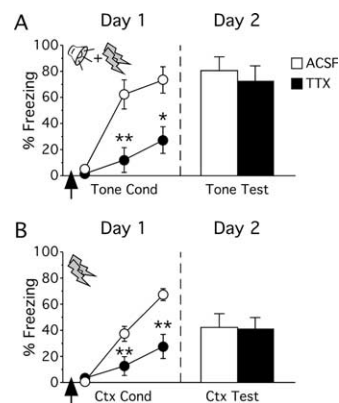 A
Day 1
Day 2
% Freezing
100
80
60
40
20
0
+
**
*
ACSF
TTX
Tone Cond
Tone Test
B
Day 1
Day 2
% Freezing
100
80
60
40
20
0
**
**
Ctx Cond
Ctx Test